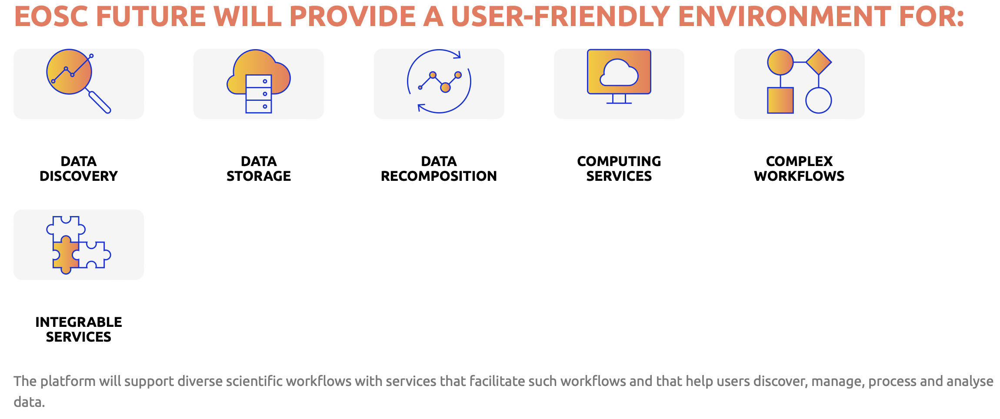 EOSC FUTURE WILL PROVIDE A USER-FRIENDLY ENVIRONMENT FOR:
DATA
DISCOVERY
DATA
STORAGE
DATA
RECOMPOSITION
COMPUTING
SERVICES
COMPLEX
WORKFLOWS
INTEGRABLE
SERVICES
The platform will support diverse scientific workflows with services that facilitate such workflows and that help users discover, manage, process and analyse
data.